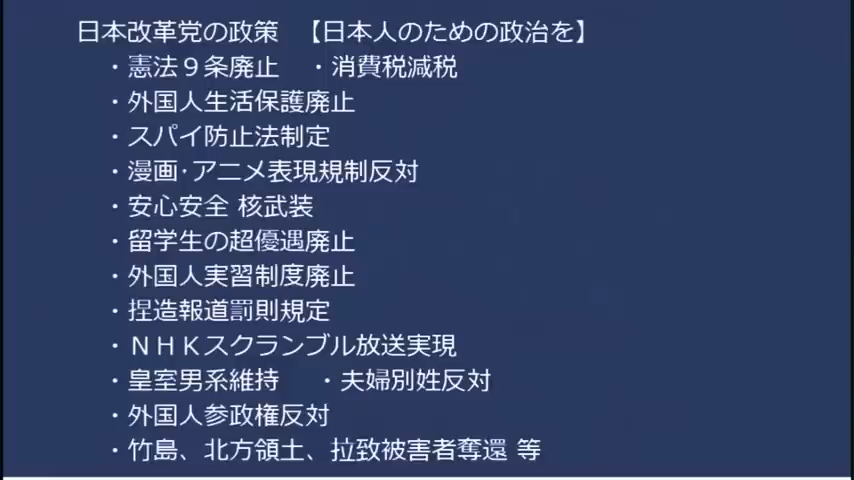 日本改革党の政策　【日本人のための政治を】
・憲法９条廃止　・消費税減税
・外国人生活保護廃止
・スパイ防止法制定
・漫画･アニメ表現規制反対
・安心安全 核武装
・留学生の超優遇廃止
・外国人実習制度廃止
・捏造報道罰則規定
・ＮＨＫスクランブル放送実現
・皇室男系維持　・夫婦別姓反対
・外国人参政権反対
・竹島、北方領土、拉致被害者奪還 等